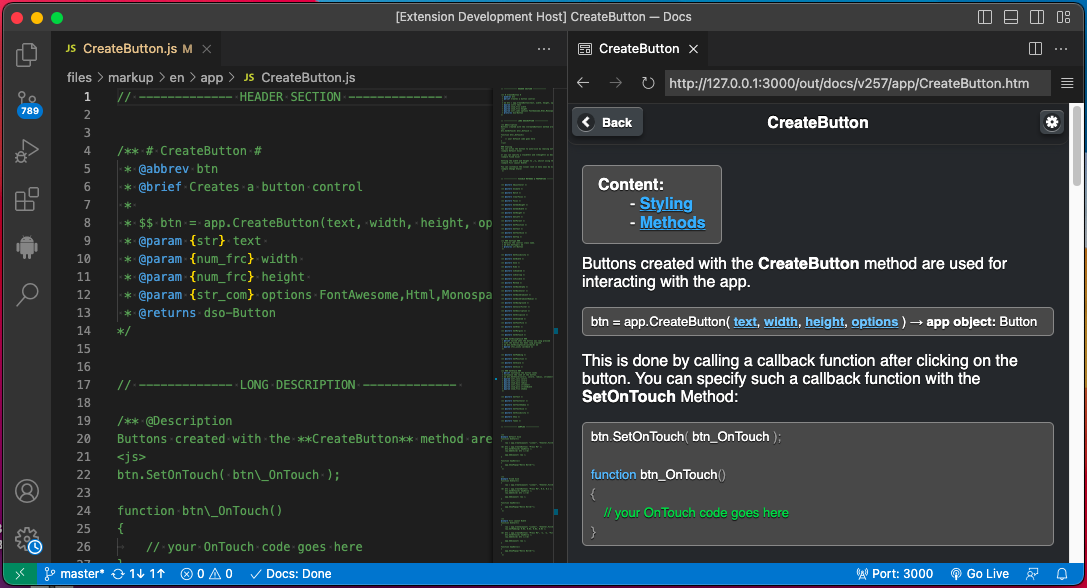 [Extension Development Host] CreateButton — Docs
JS CreateButton.js M
files > markup > en > app > JS CreateButton.js
789
1 // ------------- HEADER SECTION -------------
2
3
4 /** # CreateButton #
5 * @abbrev btn
6 * @brief Creates a button control
7 *
8 * $$ btn = app.CreateButton(text, width, height, op
9 * @param {str} text
10 * @param {num_frc} width
11 * @param {num_frc} height
12 * @param {str_com} options FontAwesome,Html,Monospa
13 * @returns dso-Button
14 */
15
16
17 // ------------- LONG DESCRIPTION -------------
18
19 /** @Description
20 Buttons created with the **CreateButton** method are
21 <js>
22 btn.SetOnTouch( btn\_OnTouch );
23
24 function btn\_OnTouch()
25 {
26 // your OnTouch code goes here
27 }
CreateButton
http://127.0.0.1:3000/out/docs/v257/app/CreateButton.htm
Back
CreateButton
Content:
- Styling
- Methods
Buttons created with the CreateButton method are used for
interacting with the app.
btn = app.CreateButton( text, width, height, options ) → app object: Button
This is done by calling a callback function after clicking on the
button. You can specify such a callback function with the
SetOnTouch Method:
btn.SetOnTouch( btn_OnTouch );
function btn_OnTouch()
{
// your OnTouch code goes here
}
master* 1↓ 1↑ 0 0 Docs: Done
Port: 3000 Go Live